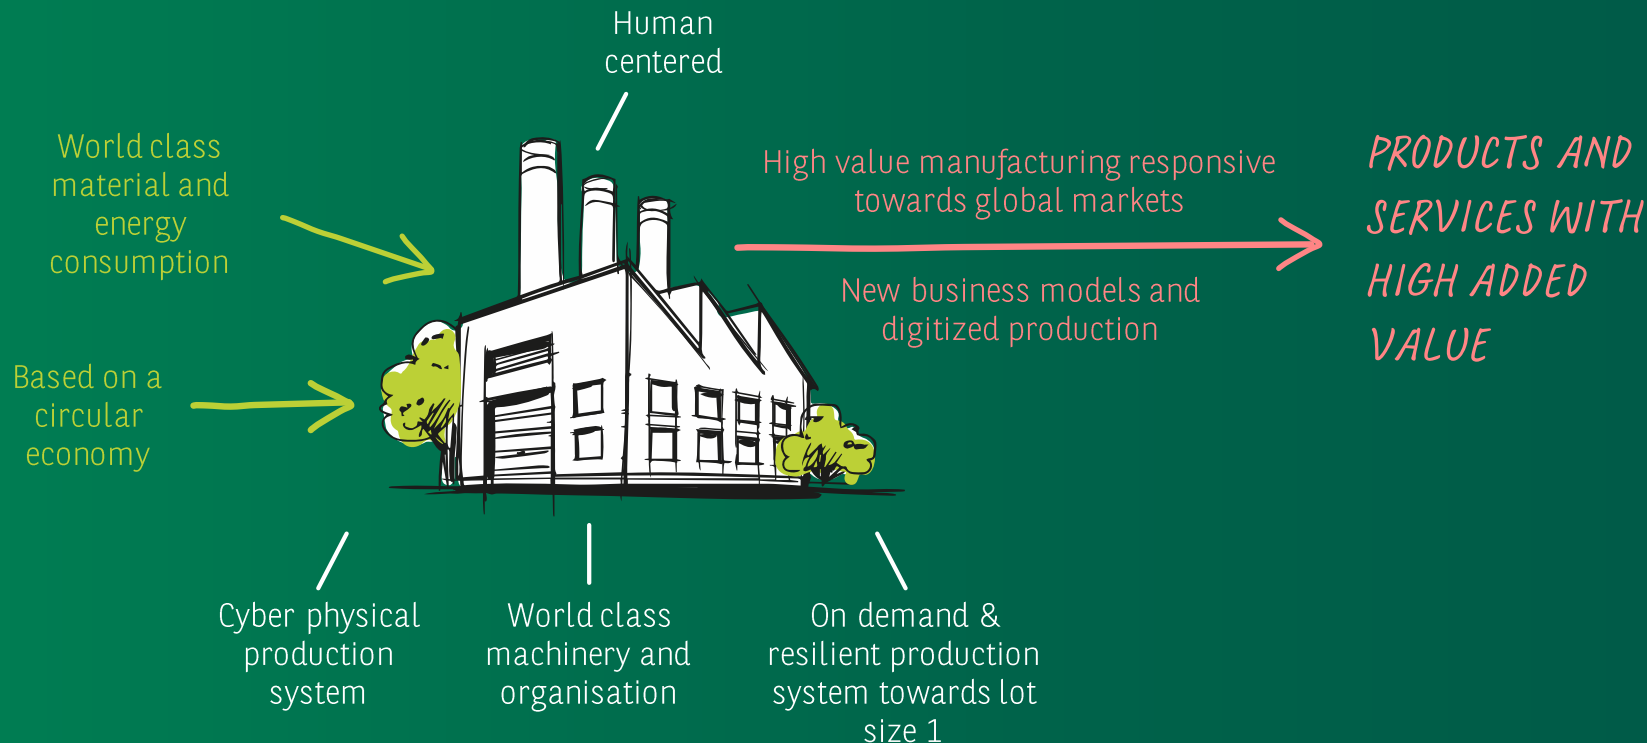 Human
centered
World class
material and
energy
consumption
High value manufacturing responsive
towards global markets
New business models and
digitized production
PRODUCTS AND
SERVICES WITH
HIGH ADDED
VALUE
Based on a
circular
economy
Cyber physical
production
system
World class
machinery and
organisation
On demand &
resilient production
system towards lot
size 1